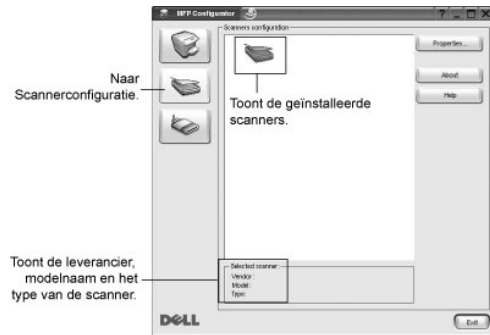 MFP Configurator
Scanners configuration
Properties...
About
Help
Naar
Scannerconfiguratie.
Toont de geïnstalleerde
scanners.
Toont de leverancier,
modelnaam en het
type van de scanner.
Selected scanner:
Vendor:
Model:
Type:
DELL
Exit